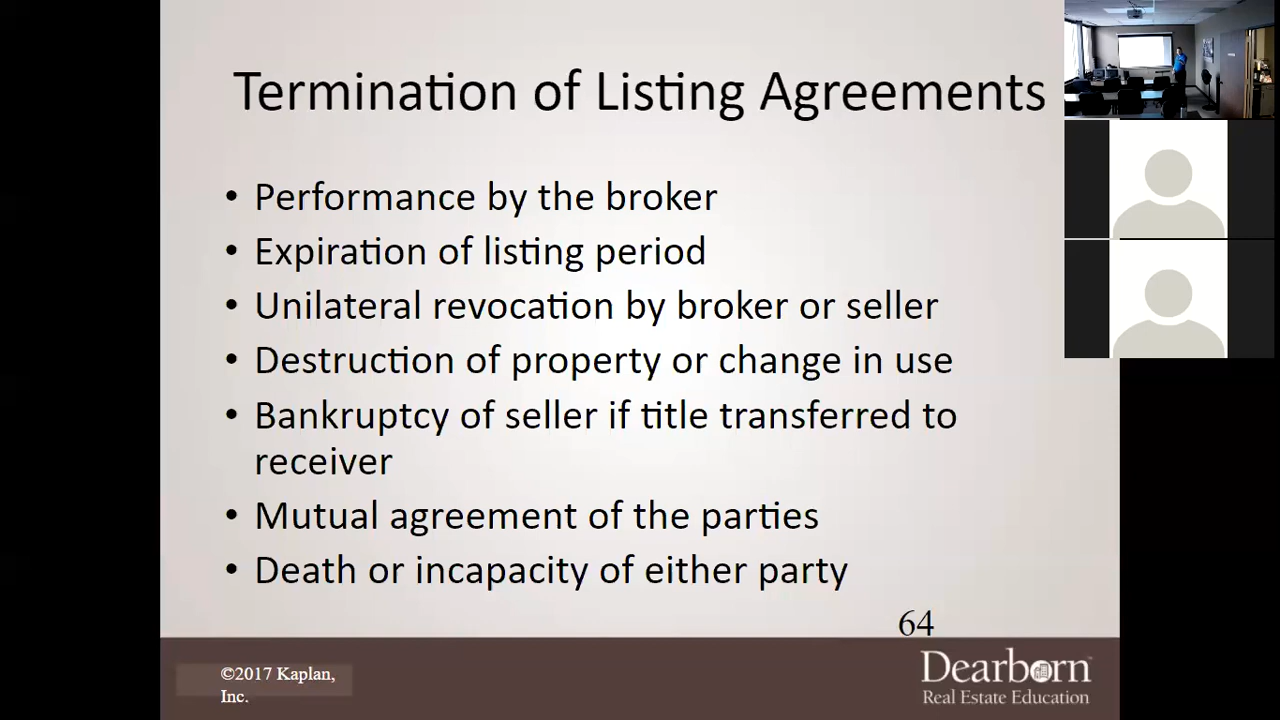 Termination of Listing Agreements
• Performance by the broker
• Expiration of listing period
• Unilateral revocation by broker or seller
• Destruction of property or change in use
• Bankruptcy of seller if title transferred to
receiver
• Mutual agreement of the parties
• Death or incapacity of either party
64
©2017 Kaplan,
Inc.
Dearborn
Real Estate Education